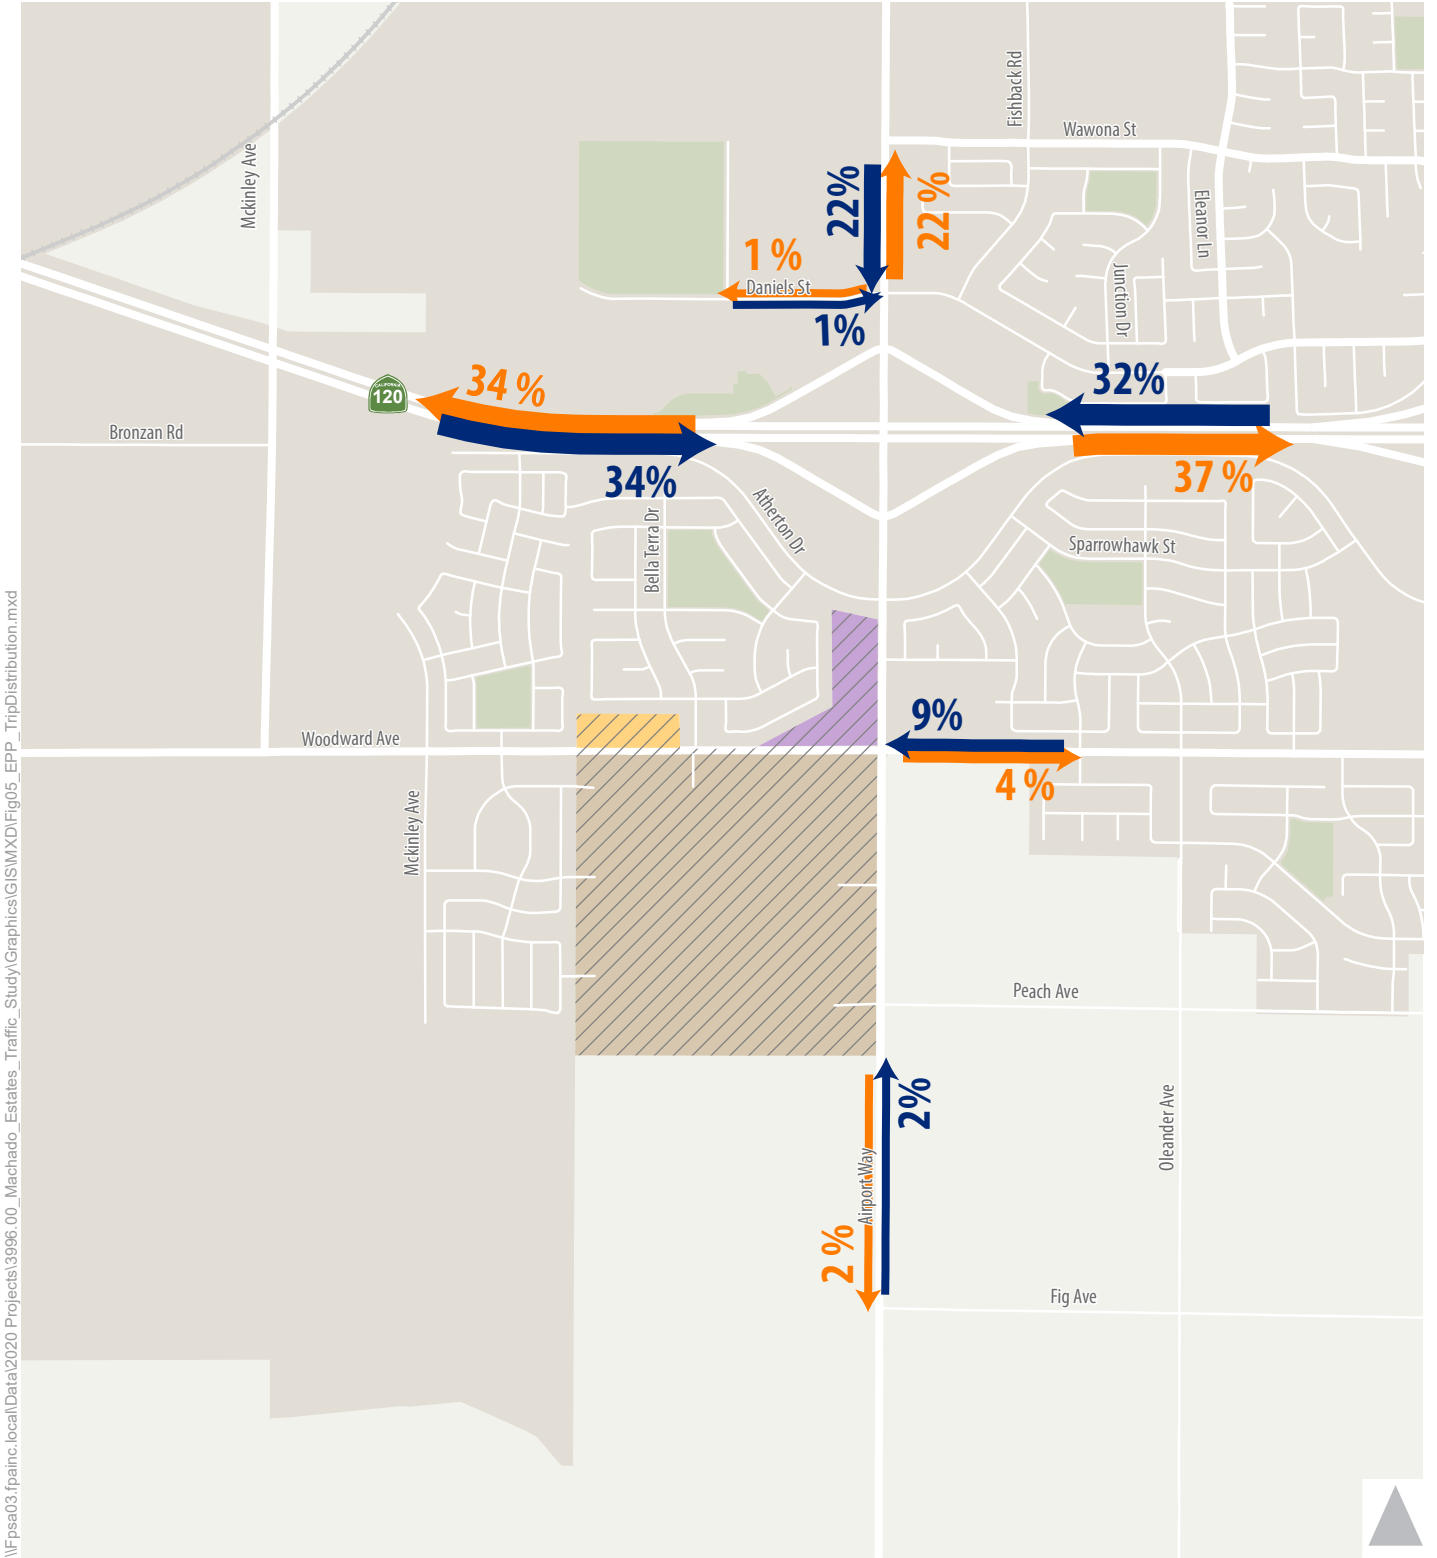 Fishback Rd
Wawona St
Mckinley Ave
22%
22 %
Eleanor Ln
1 %
Daniels St
Junction Dr
1%
34 %
32%
CALIFORNIA
120
Bronzan Rd
34%
37 %
Atherton Dr
Bella Terra Dr
Sparrowhawk St
9%
Woodward Ave
4 %
Mckinley Ave
Peach Ave
2%
Oleander Ave
Airport Way
2 %
Fig Ave
\\Fpsa03.fpainc.local\Data\2020 Projects\3996.00_Machado_Estates_Traffic_Study\Graphics\GIS\MXD\Fig05_EPP_TripDistribution.mxd